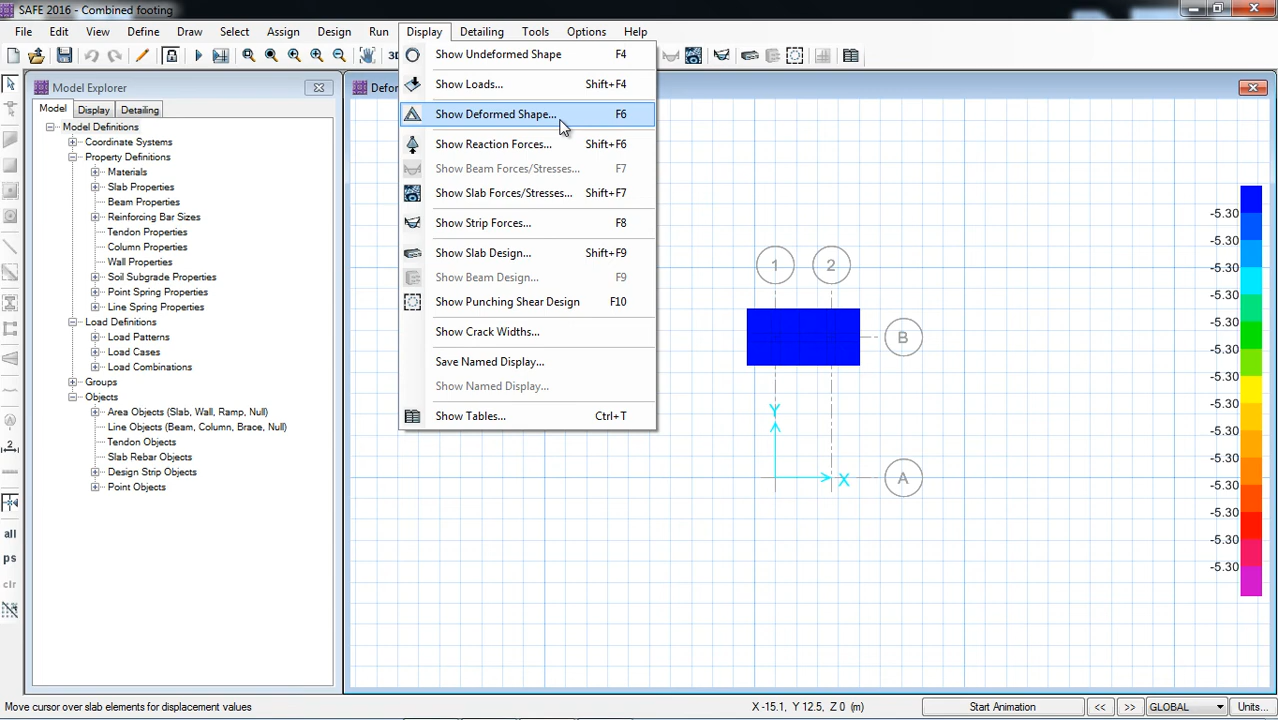 SAFE 2016 - Combined footing
File Edit View Define Draw Select Assign Design Run Display Detailing Tools Options Help
3D
Model Explorer
Model Display Detailing
Model Definitions
Coordinate Systems
Property Definitions
Materials
Slab Properties
Beam Properties
Reinforcing Bar Sizes
Tendon Properties
Column Properties
Wall Properties
Soil Subgrade Properties
Point Spring Properties
Line Spring Properties
Load Definitions
Load Patterns
Load Cases
Load Combinations
Groups
Objects
Area Objects (Slab, Wall, Ramp, Null)
Line Objects (Beam, Column, Brace, Null)
Tendon Objects
Slab Rebar Objects
Design Strip Objects
Point Objects
all
ps
clr
Show Undeformed Shape F4
Show Loads... Shift+F4
Show Deformed Shape... F6
Show Reaction Forces... Shift+F6
Show Beam Forces/Stresses... F7
Show Slab Forces/Stresses... Shift+F7
Show Strip Forces... F8
Show Slab Design... Shift+F9
Show Beam Design... F9
Show Punching Shear Design F10
Show Crack Widths...
Save Named Display...
Show Named Display...
Show Tables... Ctrl+T
1 2
B
Y
X A
-5.30
-5.30
-5.30
-5.30
-5.30
-5.30
-5.30
-5.30
-5.30
-5.30
-5.30
-5.30
-5.30
-5.30
Move cursor over slab elements for displacement values
X -15.1, Y 12.5, Z 0 (m)
Start Animation << >> GLOBAL Units...